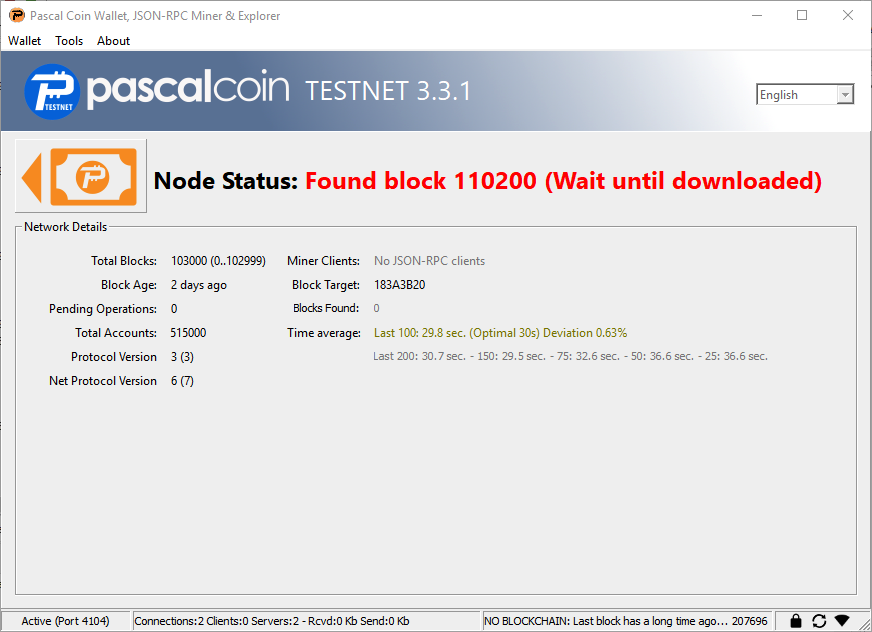 Pascal Coin Wallet, JSON-RPC Miner & Explorer
Wallet Tools About
TESTNET pascalcoin TESTNET 3.3.1 English
Node Status: Found block 110200 (Wait until downloaded)
Network Details
Total Blocks: 103000 (0..102999) Miner Clients: No JSON-RPC clients
Block Age: 2 days ago Block Target: 183A3B20
Pending Operations: 0 Blocks Found: 0
Total Accounts: 515000 Time average: Last 100: 29.8 sec. (Optimal 30s) Deviation 0.63%
Protocol Version 3 (3) Last 200: 30.7 sec. - 150: 29.5 sec. - 75: 32.6 sec. - 50: 36.6 sec. - 25: 36.6 sec.
Net Protocol Version 6 (7)
Active (Port 4104) Connections:2 Clients:0 Servers:2 - Rcvd:0 Kb Send:0 Kb NO BLOCKCHAIN: Last block has a long time ago... 207696